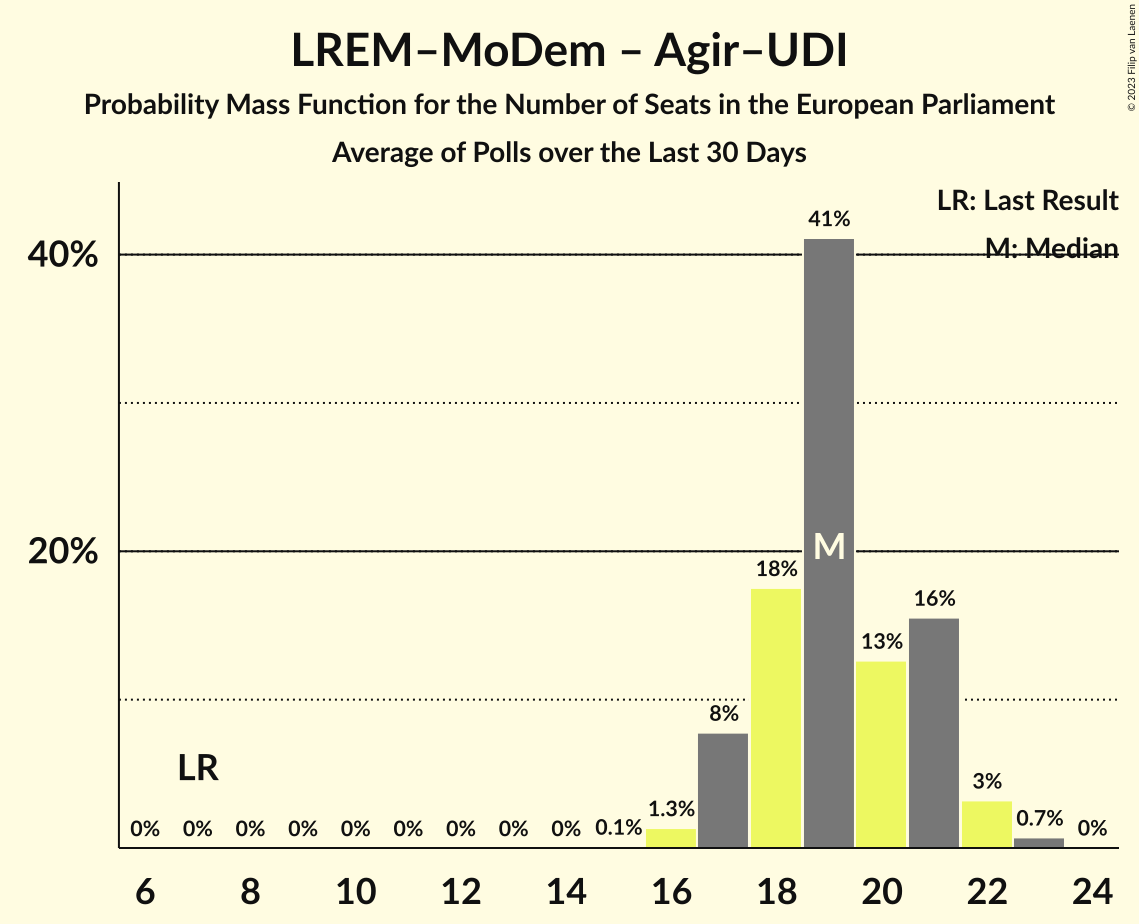 LREM–MoDem – Agir–UDI
Probability Mass Function for the Number of Seats in the European Parliament
Average of Polls over the Last 30 Days
© 2023 Filip van Laenen
LR: Last Result
M: Median
41%
40%
20%
M
18%
16%
13%
8%
LR
3%
1.3%
0.7%
0% 0% 0% 0% 0% 0% 0% 0% 0% 0.1% 0%
6 8 10 12 14 16 18 20 22 24